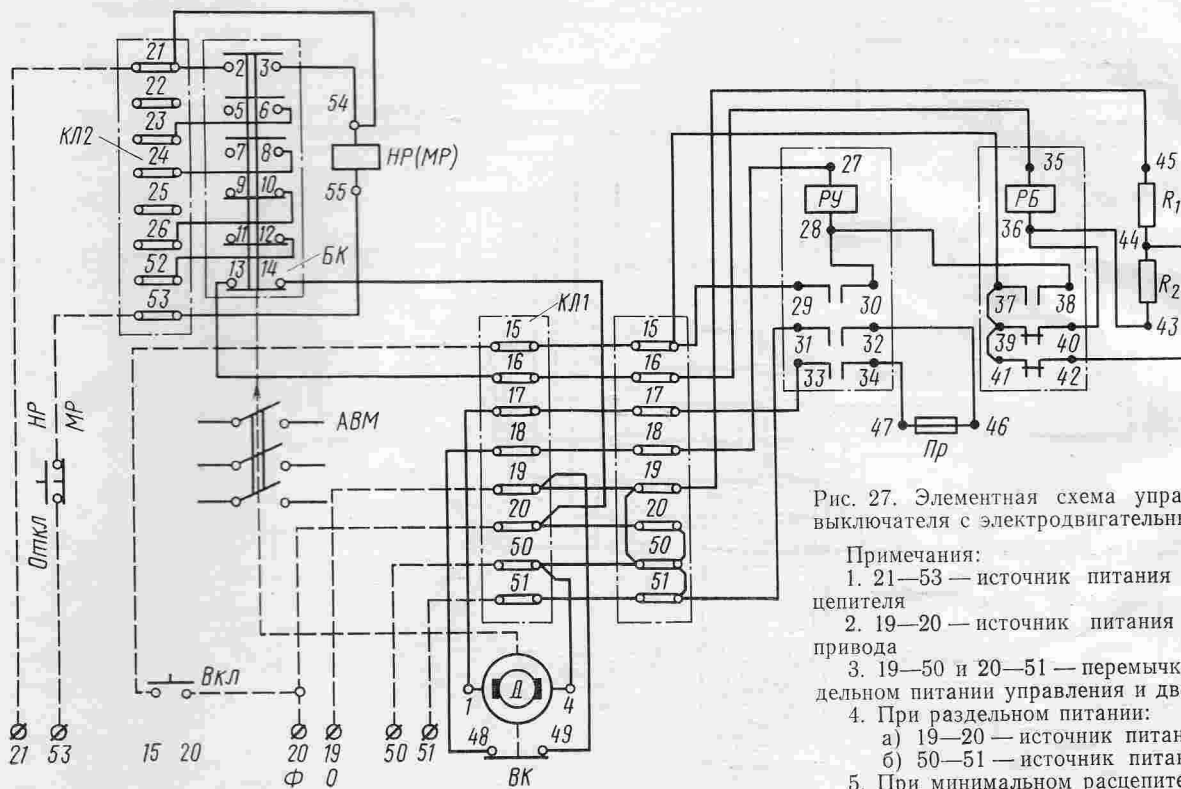 21
2 3
22
5 6
54
23
КЛ2
7 8
24
НР(МР)
9 10
25
55
26
11 12
52
13 14
БК
53
27
РУ
28
29 30
31 32
33 34
47 46
Пр
35
РБ
36
37 38
39 40
41 42
45
R1
44
R2
43
КЛ1
15 15
16 16
17 17
18 18
19 19
20 20
50 50
51 51
АВМ
НР
МР
Откл
Вкл
Д
1 4
48 49
ВК
21 53 15 20 20 19 50 51
Ф О
Рис. 27. Элементная схема упра
выключателя с электродвигательны
Примечания:
1. 21—53 — источник питания
цепителя
2. 19—20 — источник питания
привода
3. 19—50 и 20—51 — перемычк
дельном питании управления и дв
4. При раздельном питании:
а) 19—20 — источник питан
б) 50—51 — источник питан
5. При минимальном расцепите